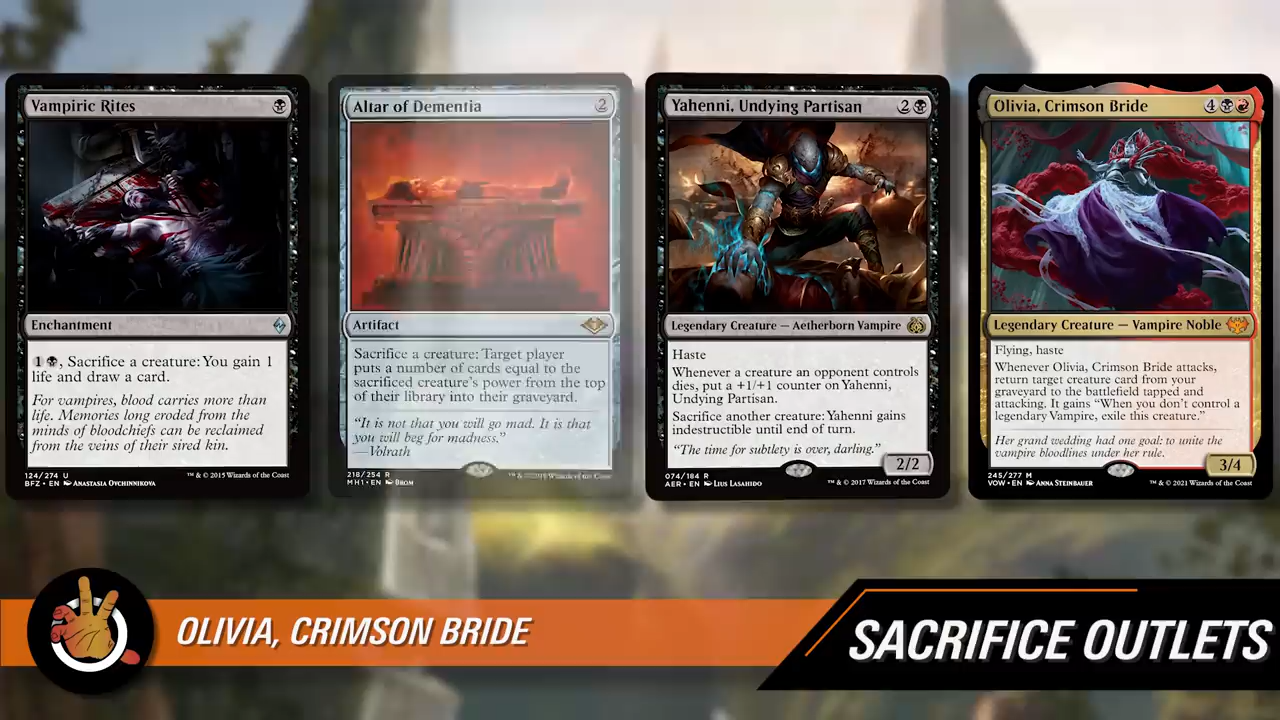 Vampiric Rites
Enchantment
1, Sacrifice a creature: You gain 1
life and draw a card.
For vampires, blood carries more than
life. Memories long eroded from the
minds of bloodchiefs can be reclaimed
from the veins of their sired kin.
124/274 U
BFZ • EN ANASTASIA OVCHINNIKOVA
™ & © 2015 Wizards of the Coast
Altar of Dementia 2
Artifact
Sacrifice a creature: Target player
puts a number of cards equal to the
sacrificed creature's power from the top
of their library into their graveyard.
"It is not that you will go mad. It is that
you will beg for madness."
—Volrath
218/254 R
MH1 • EN BROM
™ & © 2019 Wizards of the Coast
Yahenni, Undying Partisan 2
Legendary Creature — Aetherborn Vampire
Haste
Whenever a creature an opponent controls
dies, put a +1/+1 counter on Yahenni,
Undying Partisan.
Sacrifice another creature: Yahenni gains
indestructible until end of turn.
"The time for subtlety is over, darling."
2/2
074/184 R
AER • EN LIUS LASAHIDO
™ & © 2017 Wizards of the Coast
Olivia, Crimson Bride 4
Legendary Creature — Vampire Noble
Flying, haste
Whenever Olivia, Crimson Bride attacks,
return target creature card from your
graveyard to the battlefield tapped and
attacking. It gains "When you don't control a
legendary Vampire, exile this creature."
Her grand wedding had one goal: to unite the
vampire bloodlines under her rule.
3/4
245/277 M
VOW • EN ANNA STEINBAUER
™ & © 2021 Wizards of the Coast
OLIVIA, CRIMSON BRIDE
SACRIFICE OUTLETS